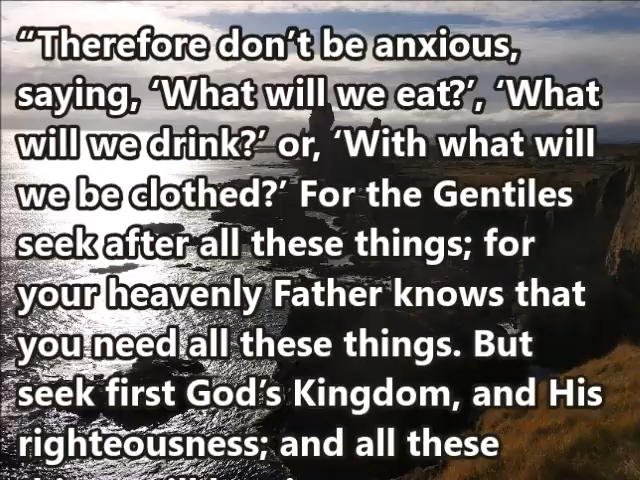 “Therefore don’t be anxious,
saying, ‘What will we eat?’, ‘What
will we drink?’ or, ‘With what will
we be clothed?’ For the Gentiles
seek after all these things; for
your heavenly Father knows that
you need all these things. But
seek first God’s Kingdom, and His
righteousness; and all these